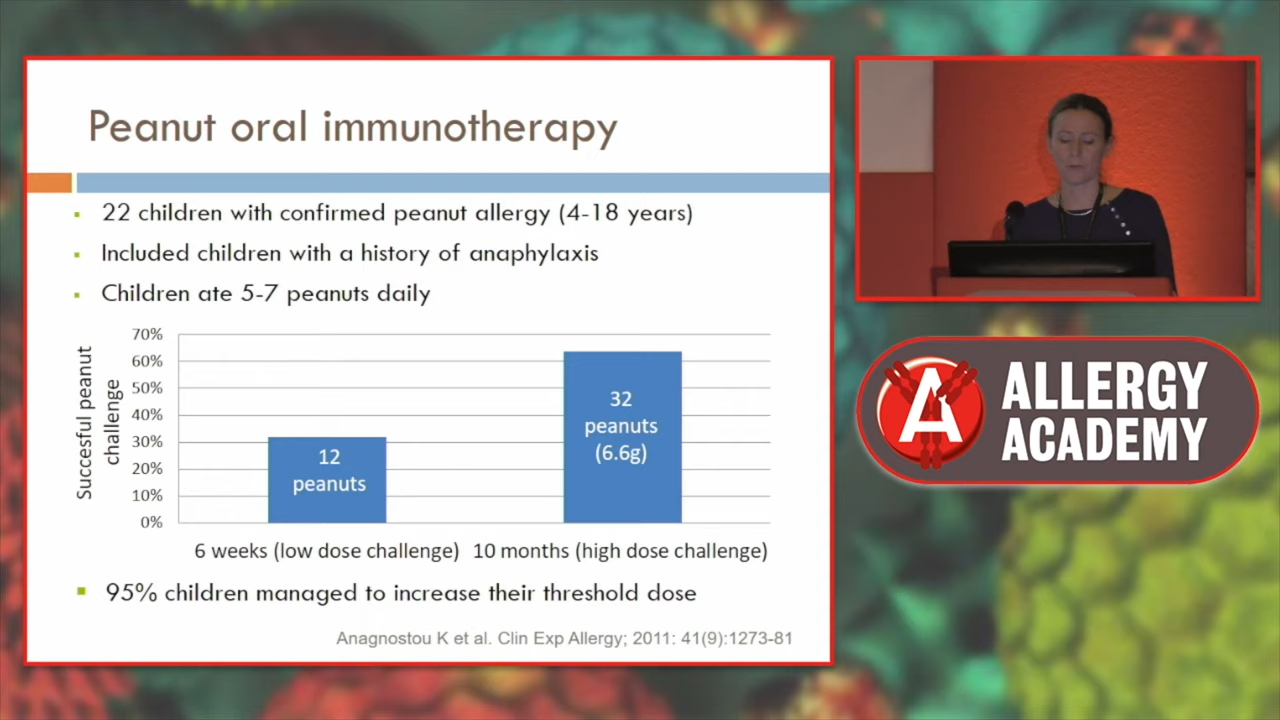 Peanut oral immunotherapy
22 children with confirmed peanut allergy (4-18 years)
Included children with a history of anaphylaxis
Children ate 5-7 peanuts daily
Succesful peanut
challenge
70%
60%
50%
40%
30%
20%
10%
0%
12
peanuts
32
peanuts
(6.6g)
6 weeks (low dose challenge)
10 months (high dose challenge)
95% children managed to increase their threshold dose
Anagnostou K et al. Clin Exp Allergy; 2011: 41(9):1273-81
A
ALLERGY
ACADEMY